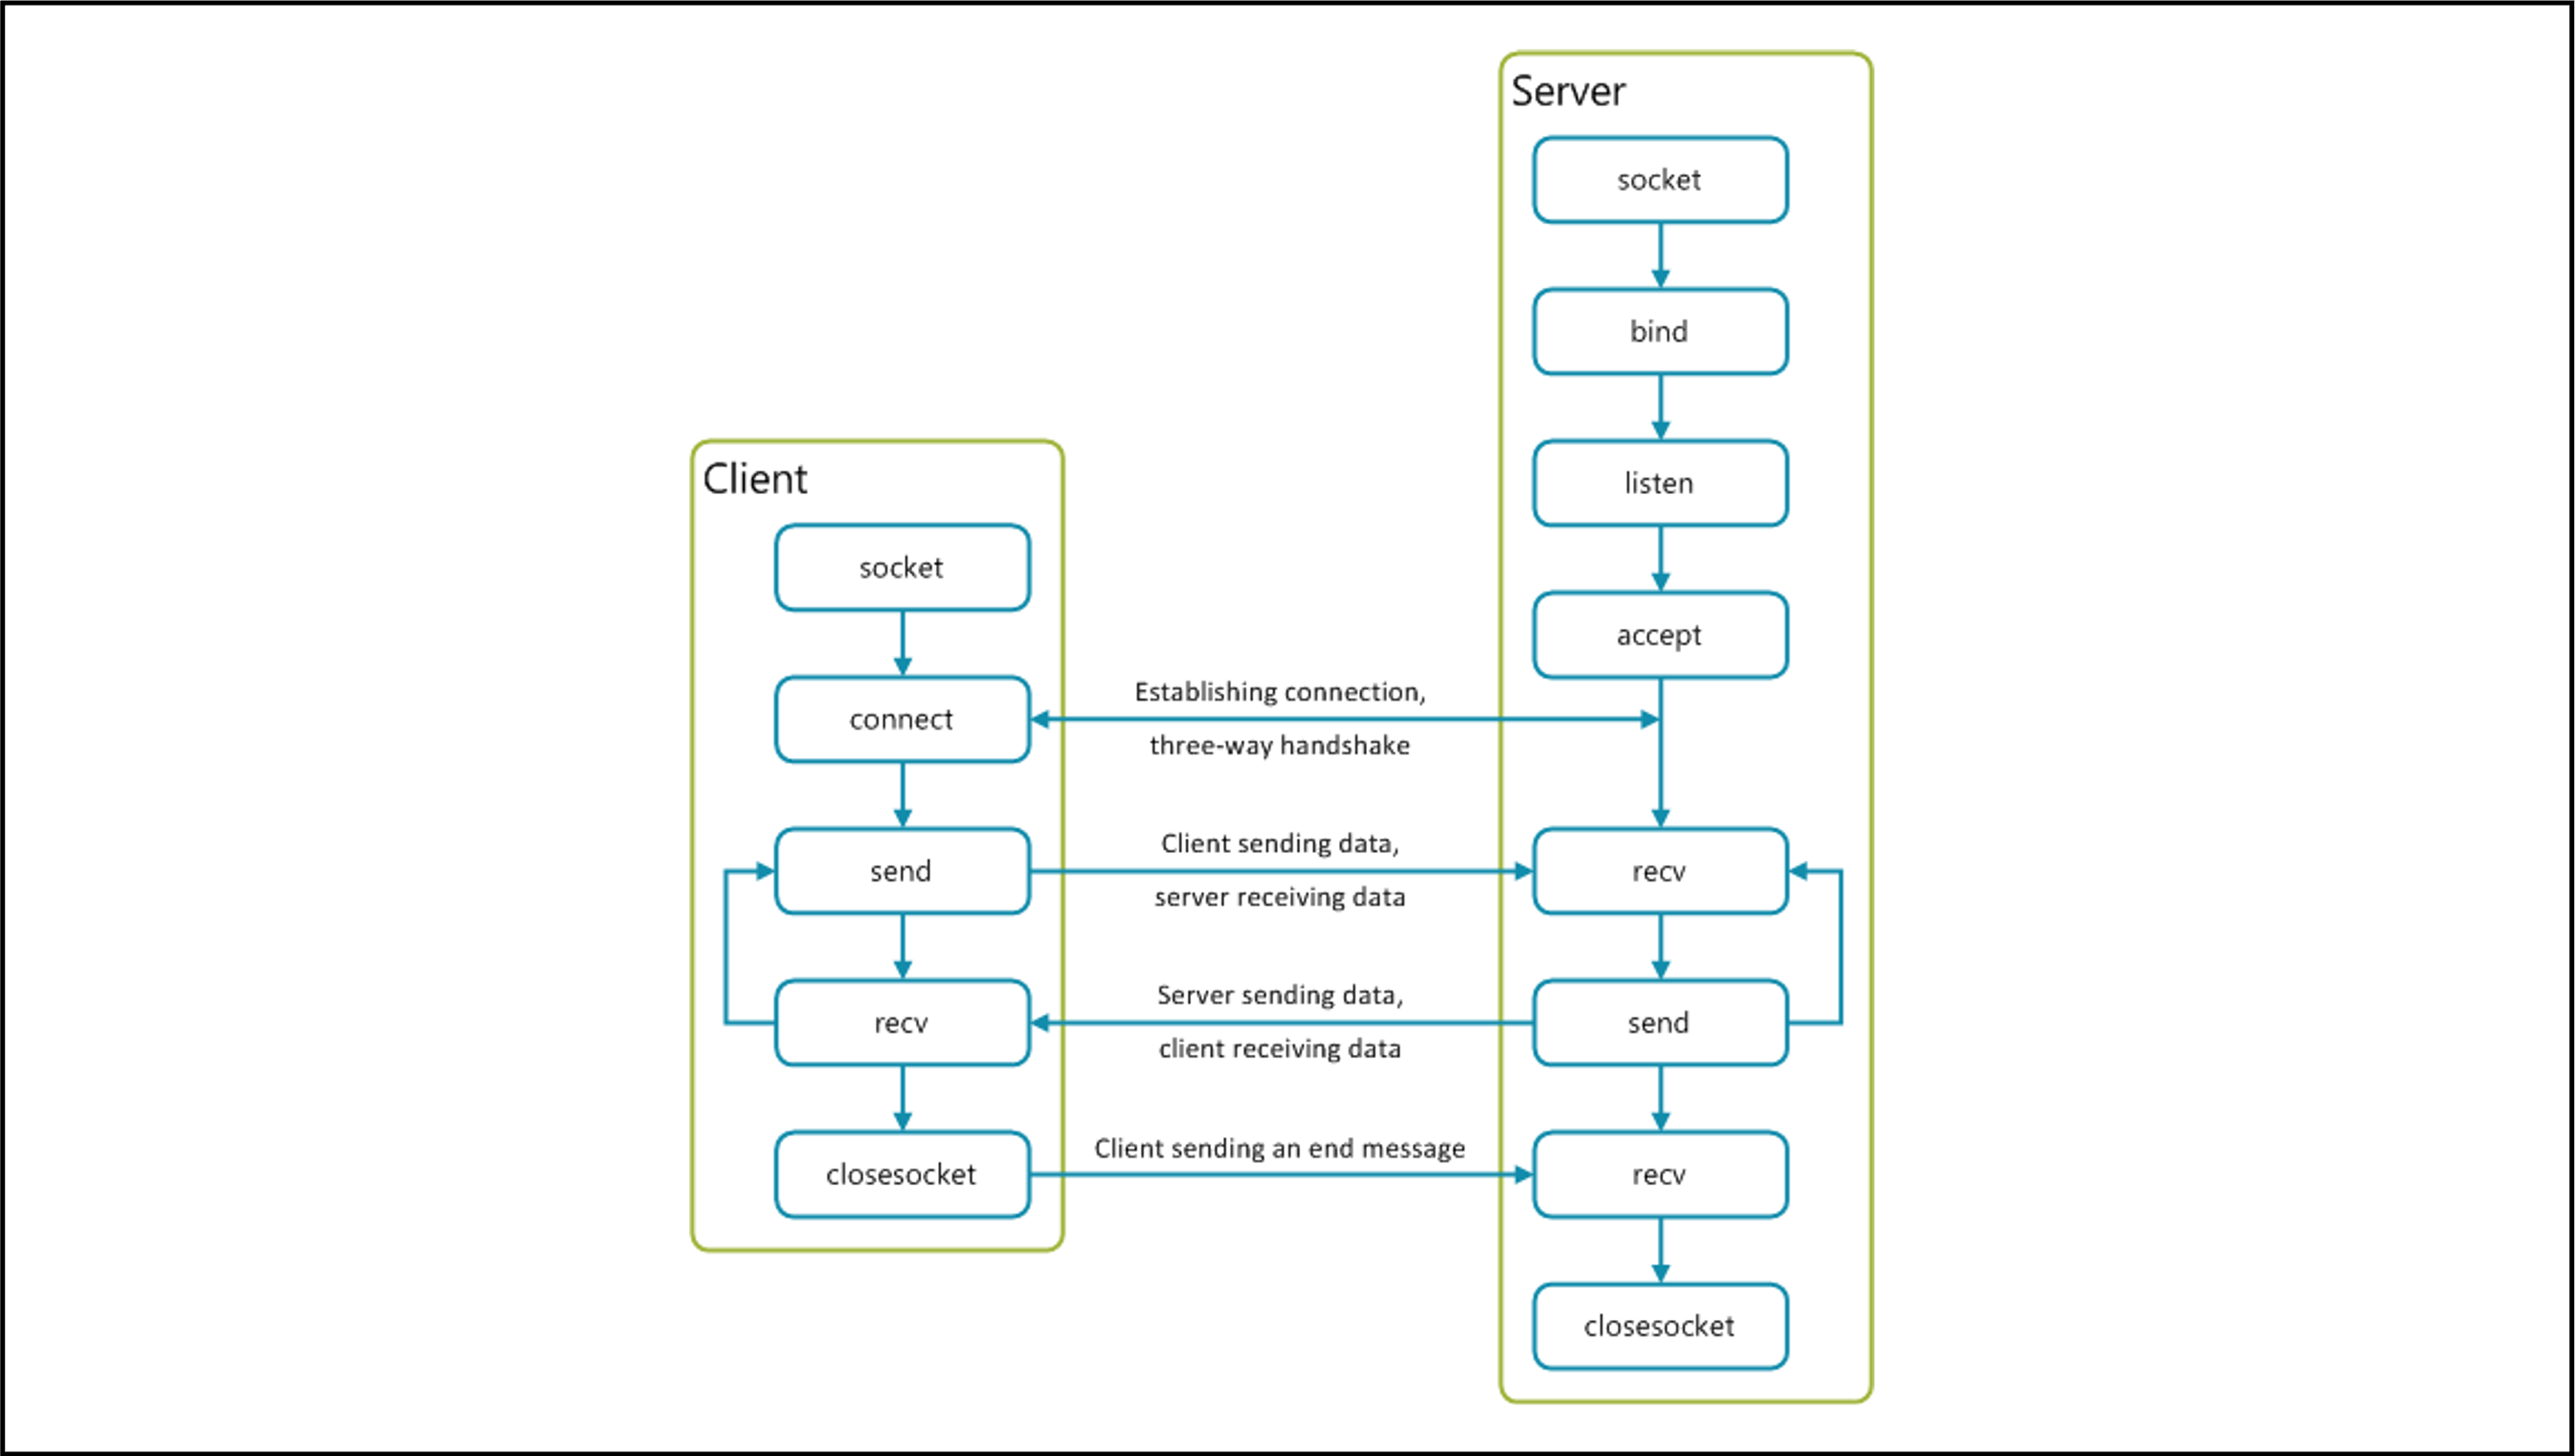 Server
socket
bind
listen
accept
Client
socket
connect
send
recv
closesocket
Establishing connection,
three-way handshake
Client sending data,
server receiving data
Server sending data,
client receiving data
Client sending an end message
recv
send
recv
closesocket